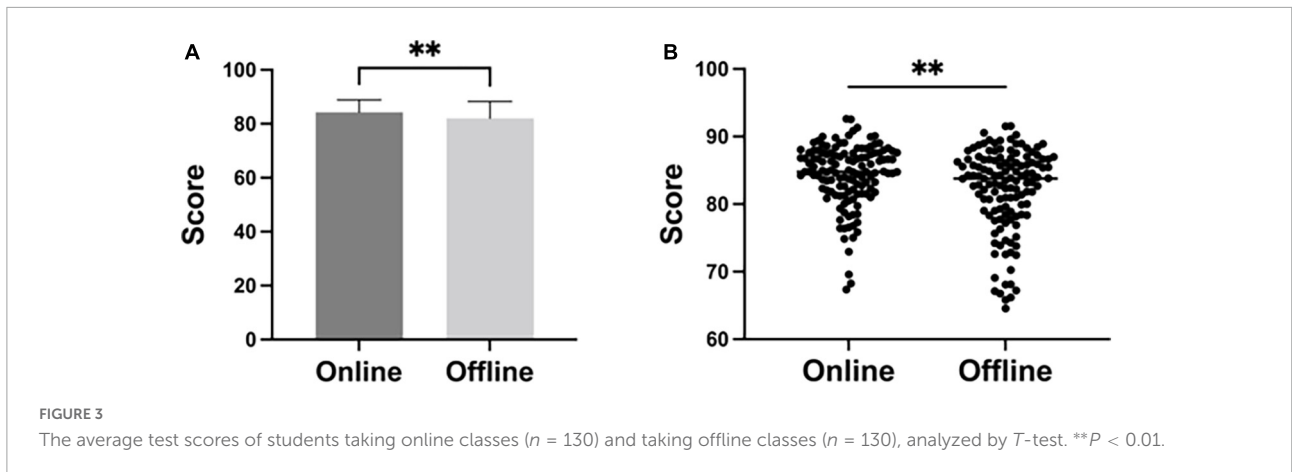 A
**
100
80
60
40
20
0
Score
Online
Offline
B
**
100
90
80
70
60
Score
Online
Offline
FIGURE 3
The average test scores of students taking online classes (n = 130) and taking offline classes (n = 130), analyzed by T-test. **P < 0.01.